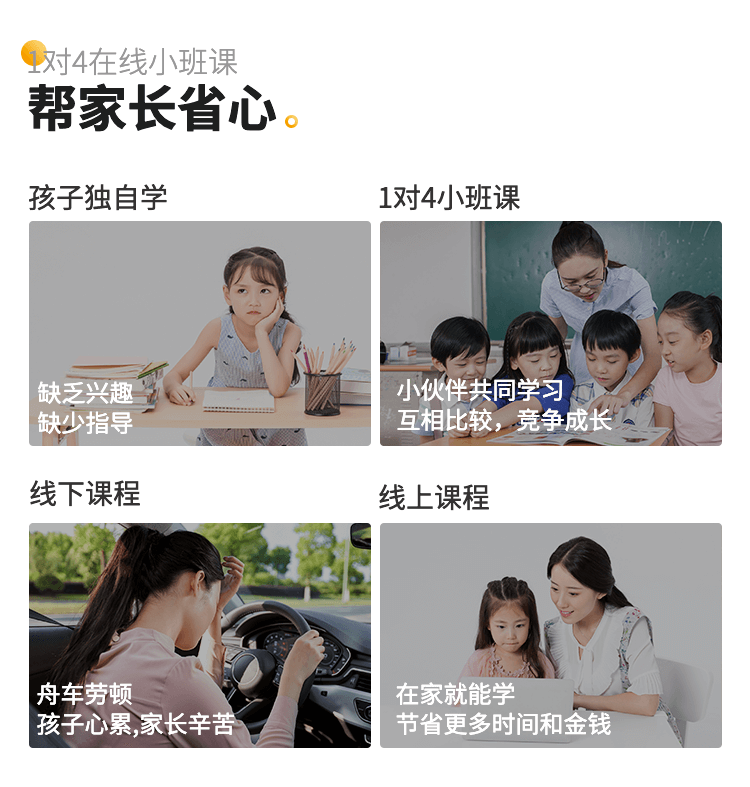 1对4在线小班课
帮家长省心
孩子独自学
1对4小班课
缺乏兴趣
缺少指导
小伙伴共同学习
互相比较，竞争成长
线下课程
线上课程
舟车劳顿
孩子心累,家长辛苦
在家就能学
节省更多时间和金钱